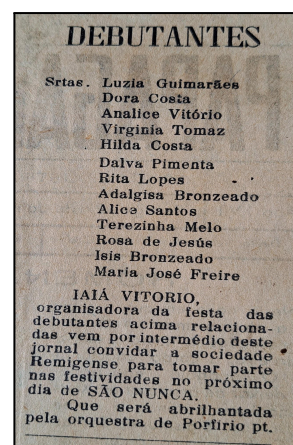 DEBUTANTES
Srtas. Luzia Guimarães
Dora Costa
Analice Vitório
Virginia Tomaz
Hilda Costa
Dalva Pimenta
Rita Lopes
Adalgisa Bronzeado
Alice Santos
Terezinha Melo
Rosa de Jesús
Isis Bronzeado
Maria José Freire
IAIÁ VITORIO,
organisadora da festa das
debutantes acima relaciona-
das vem por intermédio deste
jornal convidar a sociedade
Remigense para tomar parte
nas festividades no próximo
dia de SÃO NUNCA.
Que será abrilhantada
pela orquestra de Porfírio pt.